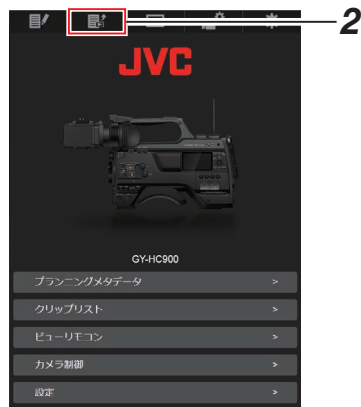 2
JVC
GY-HC900
プランニングメタデータ >
クリップリスト >
ビューリモコン >
カメラ制御 >
設定 >